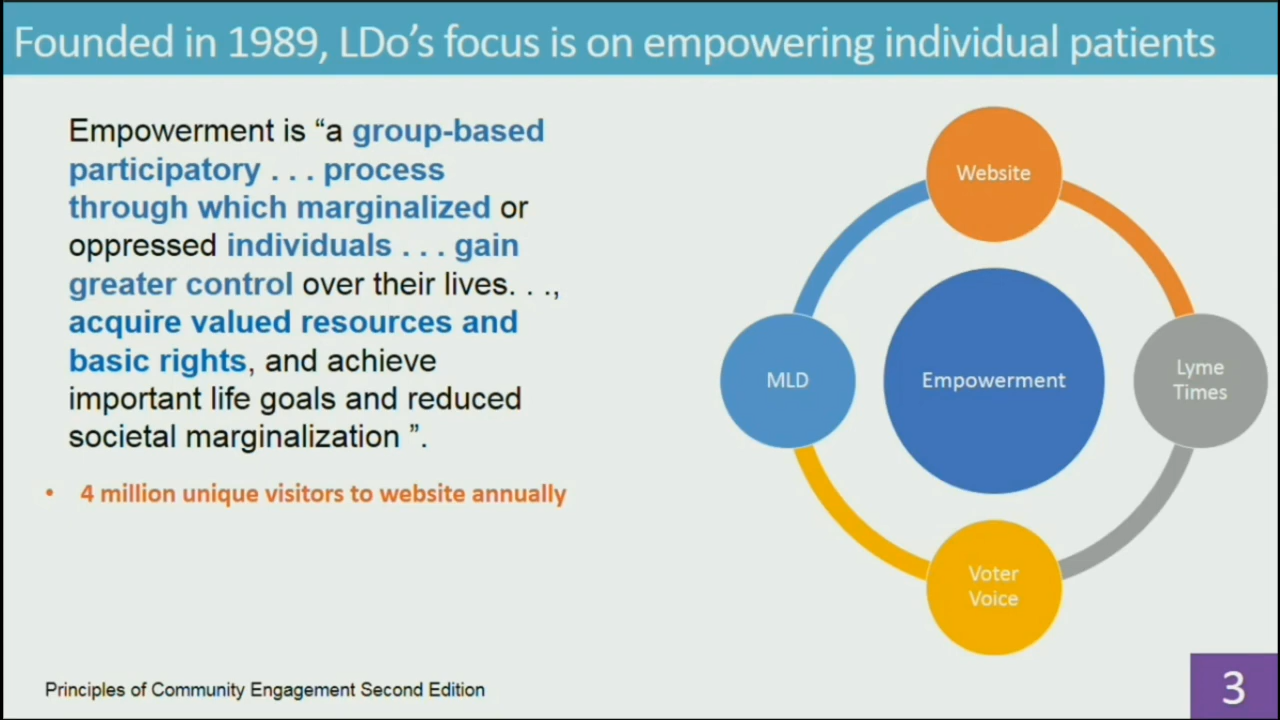 Founded in 1989, LDo's focus is on empowering individual patients
Empowerment is “a group-based
participatory . . . process
through which marginalized or
oppressed individuals . . . gain
greater control over their lives. . .,
acquire valued resources and
basic rights, and achieve
important life goals and reduced
societal marginalization ”.
• 4 million unique visitors to website annually
Website
MLD
Empowerment
Lyme
Times
Voter
Voice
Principles of Community Engagement Second Edition
3